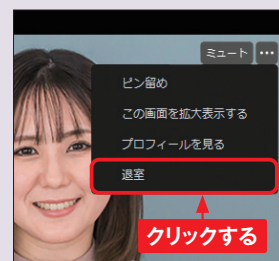 ミュート •••
ピン留め
この画面を拡大表示する
プロフィールを見る
退室
クリックする